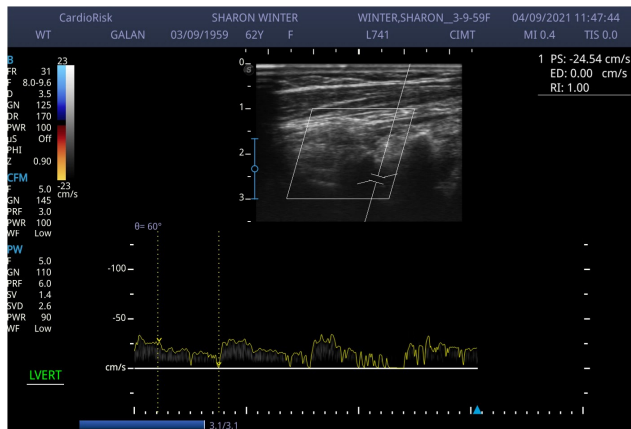 CardioRisk SHARON WINTER WINTER,SHARON__3-9-59F 04/09/2021 11:47:44
WT GALAN 03/09/1959 62Y F L741 CIMT MI 0.4 TIS 0.0
B
FR 31
F 8.0-9.6
D 3.5
GN 125
DR 170
PWR 100
µS Off
PHI
Z 0.90
CFM
F 5.0
GN 145
PRF 3.0
PWR 100
WF Low
PW
F 5.0
GN 110
PRF 6.0
SV 1.4
SVD 2.6
PWR 90
WF Low
LVERT
23
-23
cm/s
0
1
2
3
1 PS: -24.54 cm/s
ED: 0.00 cm/s
RI: 1.00
θ= 60°
-100
-50
cm/s
3.1/3.1